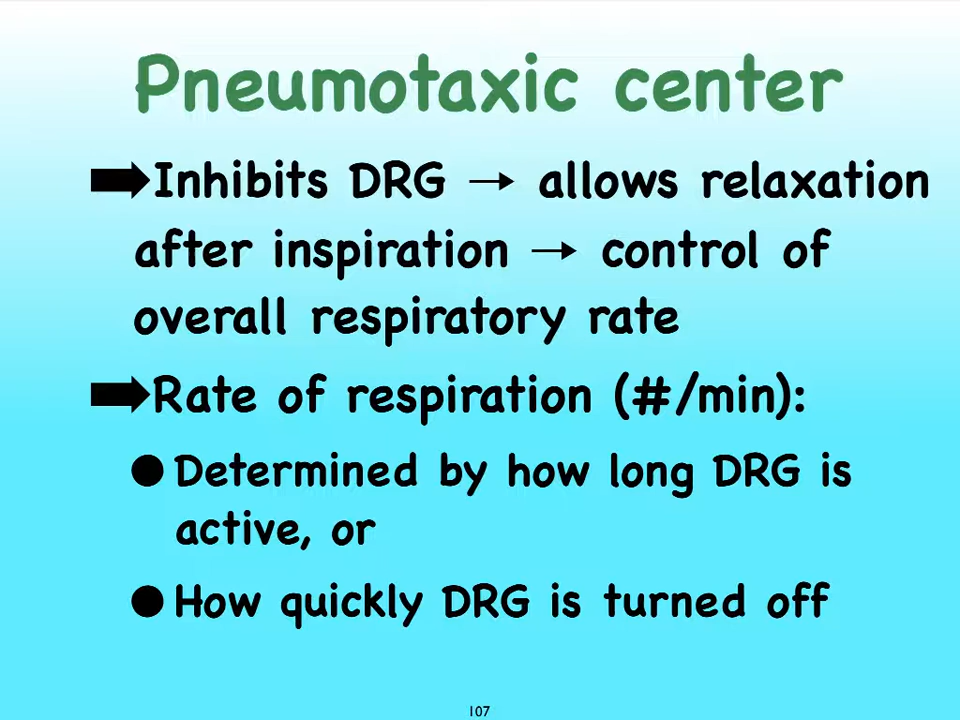 Pneumotaxic center
➡Inhibits DRG → allows relaxation
after inspiration → control of
overall respiratory rate
➡Rate of respiration (#/min):
● Determined by how long DRG is
active, or
● How quickly DRG is turned off
107